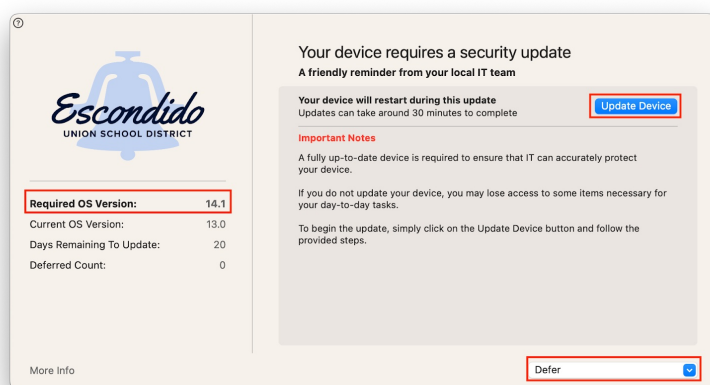 ?
Escondido
UNION SCHOOL DISTRICT
Required OS Version: 14.1
Current OS Version: 13.0
Days Remaining To Update: 20
Deferred Count: 0
More Info
Your device requires a security update
A friendly reminder from your local IT team
Your device will restart during this update
Updates can take around 30 minutes to complete
Update Device
Important Notes
A fully up-to-date device is required to ensure that IT can accurately protect
your device.
If you do not update your device, you may lose access to some items necessary for
your day-to-day tasks.
To begin the update, simply click on the Update Device button and follow the
provided steps.
Defer